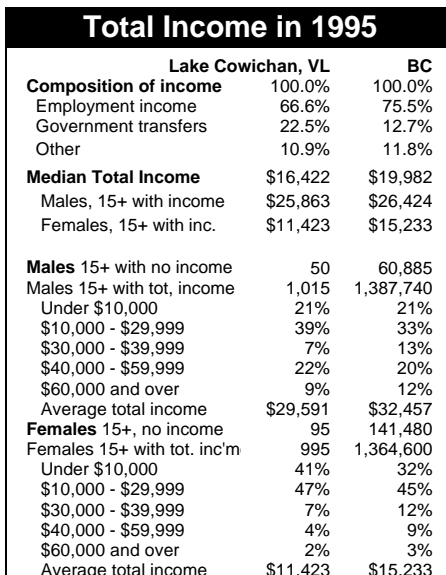 Total Income in 1995
Lake Cowichan, VL BC
Composition of income 100.0% 100.0%
Employment income 66.6% 75.5%
Government transfers 22.5% 12.7%
Other 10.9% 11.8%
Median Total Income $16,422 $19,982
Males, 15+ with income $25,863 $26,424
Females, 15+ with inc. $11,423 $15,233
Males 15+ with no income 50 60,885
Males 15+ with tot, income 1,015 1,387,740
Under $10,000 21% 21%
$10,000 - $29,999 39% 33%
$30,000 - $39,999 7% 13%
$40,000 - $59,999 22% 20%
$60,000 and over 9% 12%
Average total income $29,591 $32,457
Females 15+, no income 95 141,480
Females 15+ with tot. inc'm 995 1,364,600
Under $10,000 41% 32%
$10,000 - $29,999 47% 45%
$30,000 - $39,999 7% 12%
$40,000 - $59,999 4% 9%
$60,000 and over 2% 3%
Average total income $11,423 $15,233